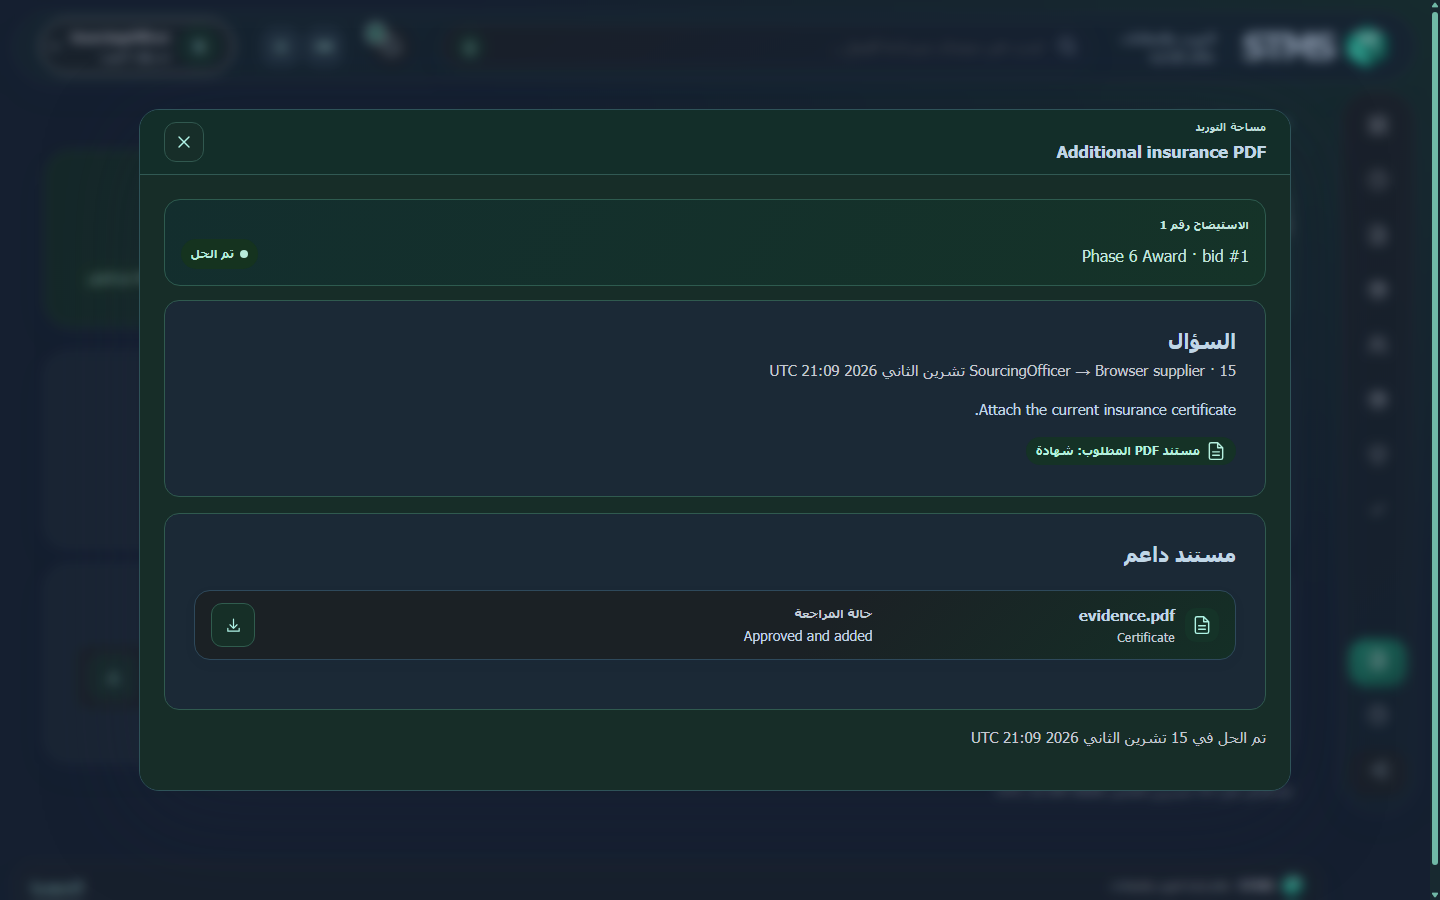 STMS
مساحة التوريد
Additional insurance PDF
الاستيضاح رقم 1
Phase 6 Award · bid #1
تم الحل
السؤال
SourcingOfficer → Browser supplier · 15 تشرين الثاني 2026 21:09 UTC
Attach the current insurance certificate.
مستند PDF المطلوب: شهادة
مستند داعم
evidence.pdf
Certificate
حالة المراجعة
Approved and added
تم الحل في 15 تشرين الثاني 2026 21:09 UTC